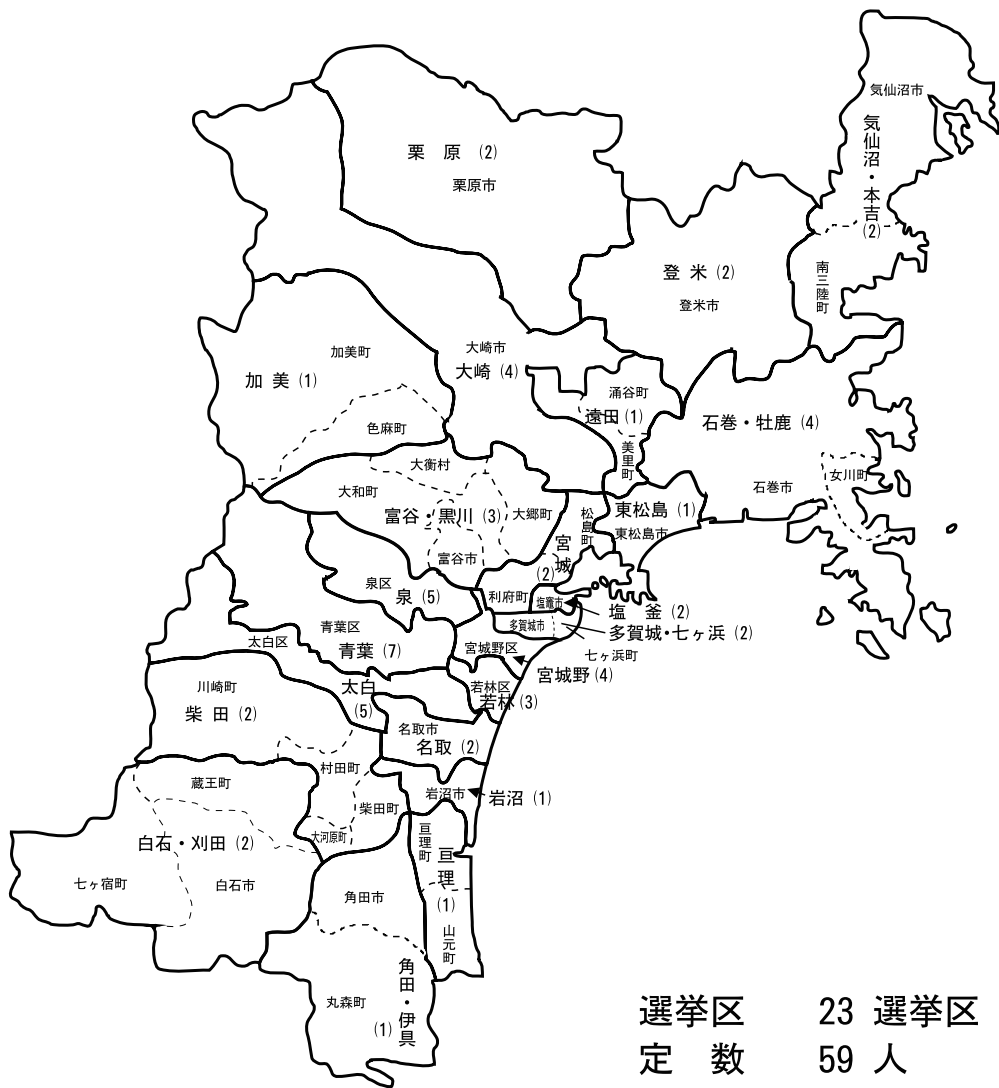 気仙沼市
気仙沼・本吉
(2)
南三陸町
栗　原 (2)
栗原市
登 米 (2)
登米市
大崎市
大崎 (4)
加美町
加 美 (1)
色麻町
涌谷町
遠田 (1)
美里町
石巻・牡鹿 (4)
石巻市
女川町
大衡村
大和町
富谷・黒川 (3)
大郷町
富谷市
松島町
宮城
(2)
利府町
東松島 (1)
東松島市
塩竈市
塩　釜 (2)
多賀城市
多賀城・七ヶ浜 (2)
七ヶ浜町
泉区
泉 (5)
青葉区
青葉 (7)
宮城野区
宮城野 (4)
若林区
若林 (3)
太白区
太白
(5)
川崎町
柴 田 (2)
名取市
名取 (2)
村田町
柴田町
大河原町
岩沼市
岩沼 (1)
蔵王町
白石・刈田 (2)
七ヶ宿町
白石市
亘理町
亘理
(1)
山元町
角田市
角田・伊具
(1)
丸森町
選挙区　　23 選挙区
定　数　　59 人